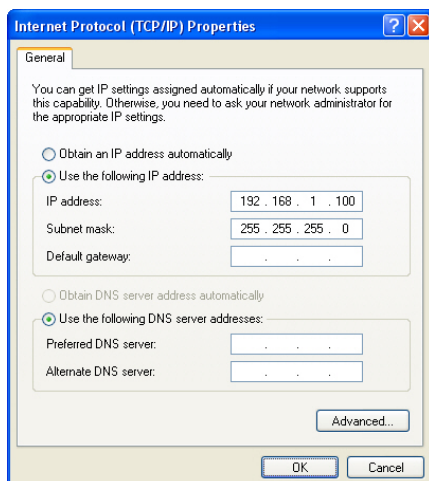 Internet Protocol (TCP/IP) Properties
General
You can get IP settings assigned automatically if your network supports
this capability. Otherwise, you need to ask your network administrator for
the appropriate IP settings.
Obtain an IP address automatically
Use the following IP address:
IP address: 192 . 168 . 1 . 100
Subnet mask: 255 . 255 . 255 . 0
Default gateway: . . .
Obtain DNS server address automatically
Use the following DNS server addresses:
Preferred DNS server: . . .
Alternate DNS server: . . .
Advanced...
OK Cancel